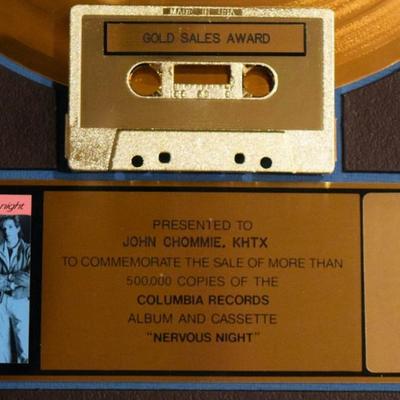 MADE IN USA
GOLD SALES AWARD
night
PRESENTED TO
JOHN CHOMMIE, KHTX
TO COMMEMORATE THE SALE OF MORE THAN
500,000 COPIES OF THE
COLUMBIA RECORDS
ALBUM AND CASSETTE
"NERVOUS NIGHT"